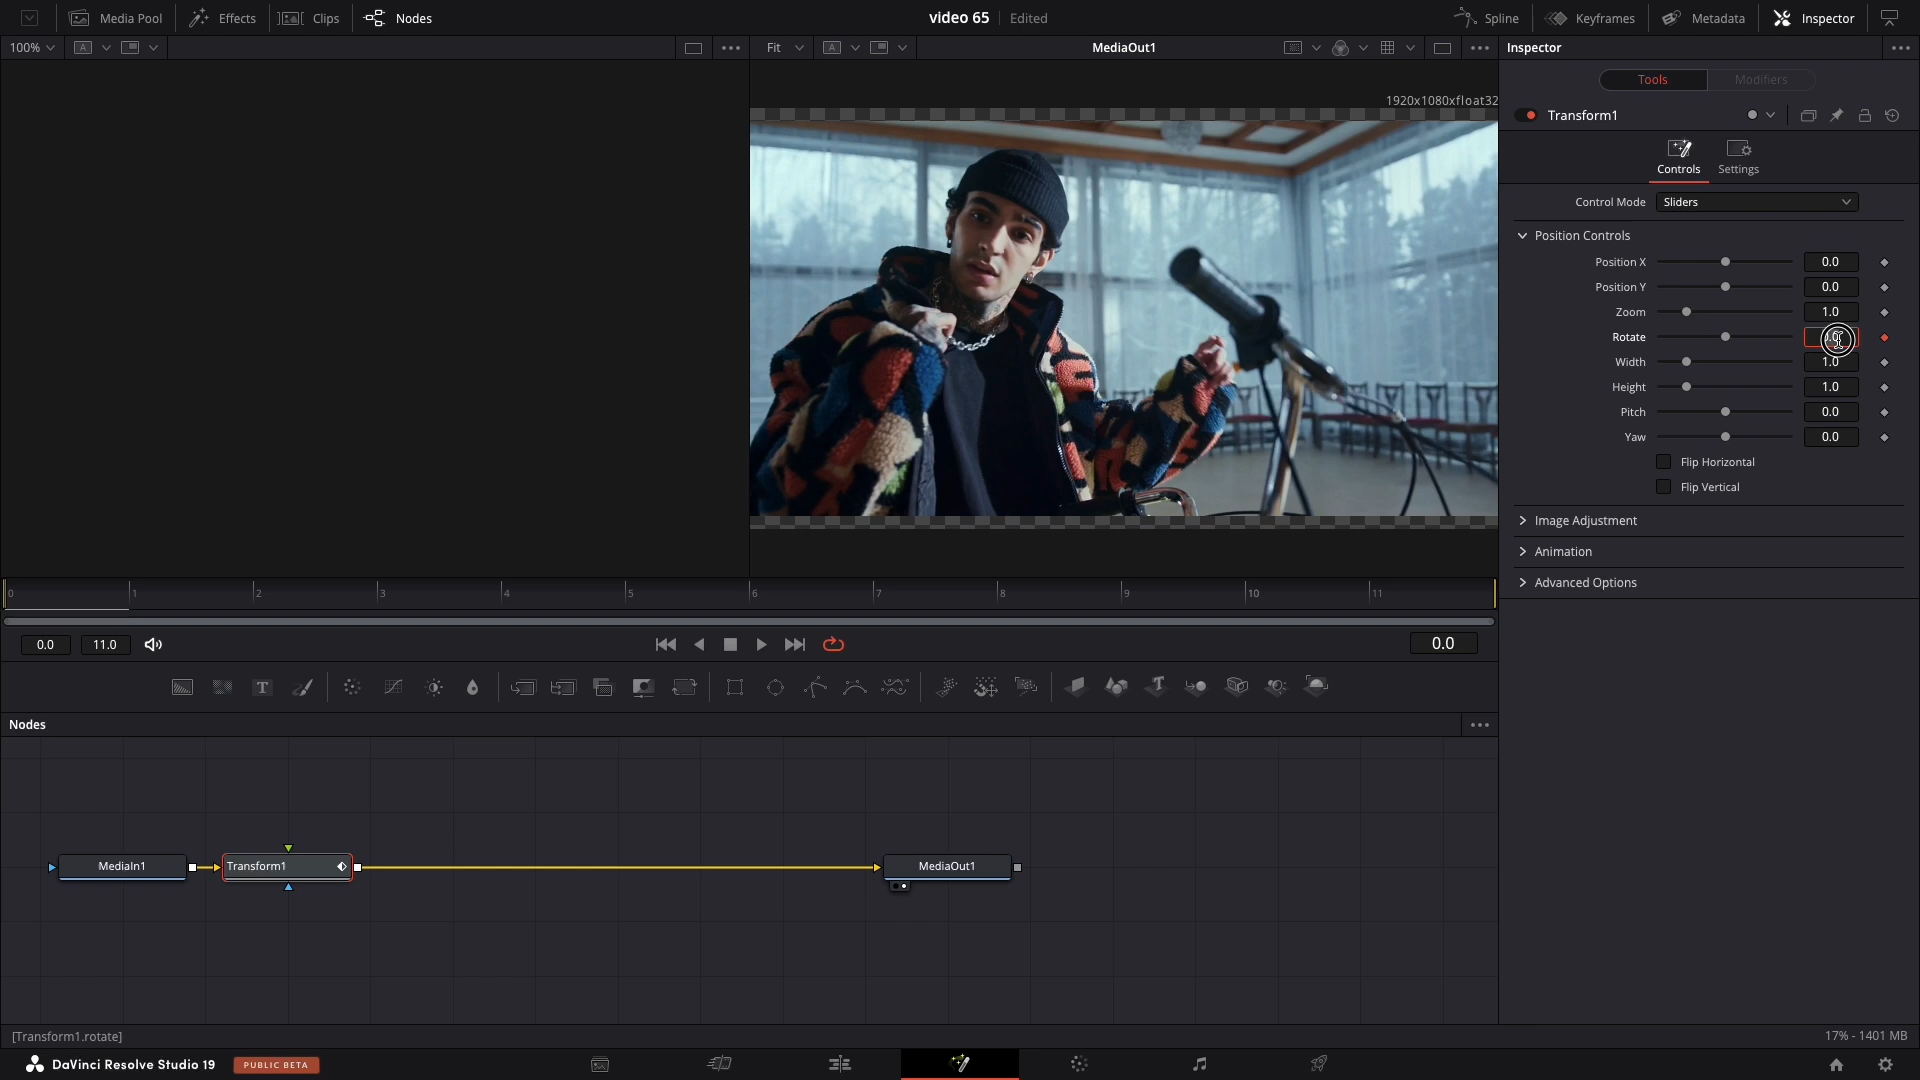 Media Pool
Effects
Clips
Nodes
video 65
Edited
Spline
Keyframes
Metadata
Inspector
100%
A
Fit
A
MediaOut1
Inspector
Tools
Modifiers
1920x1080xfloat32
Transform1
Controls
Settings
Control Mode
Sliders
Position Controls
Position X
0.0
Position Y
0.0
Zoom
1.0
Rotate
Width
1.0
Height
1.0
Pitch
0.0
Yaw
0.0
Flip Horizontal
Flip Vertical
Image Adjustment
Animation
Advanced Options
0 1 2 3 4 5 6 7 8 9 10 11
0.0
11.0
0.0
Nodes
MediaIn1
Transform1
MediaOut1
[Transform1.rotate]
17% - 1401 MB
DaVinci Resolve Studio 19
PUBLIC BETA